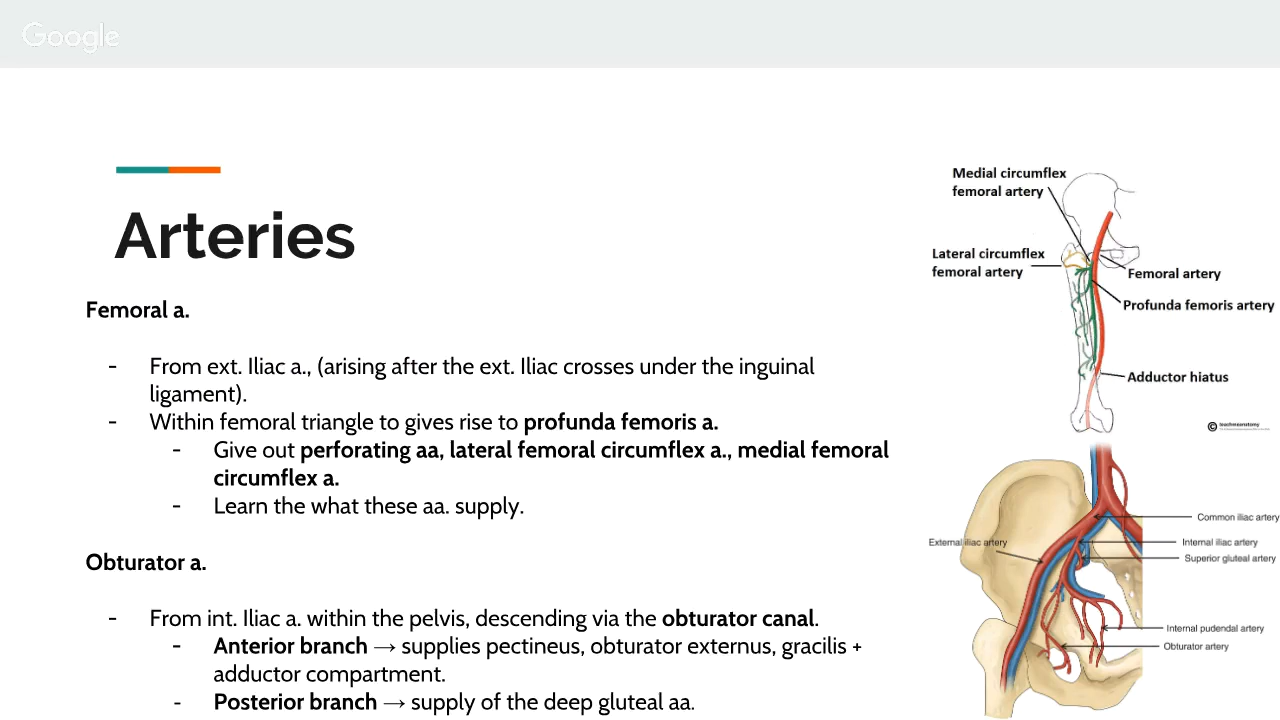 Google
Arteries
Femoral a.
- From ext. Iliac a., (arising after the ext. Iliac crosses under the inguinal
ligament).
- Within femoral triangle to gives rise to profunda femoris a.
- Give out perforating aa, lateral femoral circumflex a., medial femoral
circumflex a.
- Learn the what these aa. supply.
Obturator a.
- From int. Iliac a. within the pelvis, descending via the obturator canal.
- Anterior branch → supplies pectineus, obturator externus, gracilis +
adductor compartment.
- Posterior branch → supply of the deep gluteal aa.
Medial circumflex
femoral artery
Lateral circumflex
femoral artery
Femoral artery
Profunda femoris artery
Adductor hiatus
© teachmeanatomy
Common iliac artery
External iliac artery
Internal iliac artery
Superior gluteal artery
Internal pudendal artery
Obturator artery